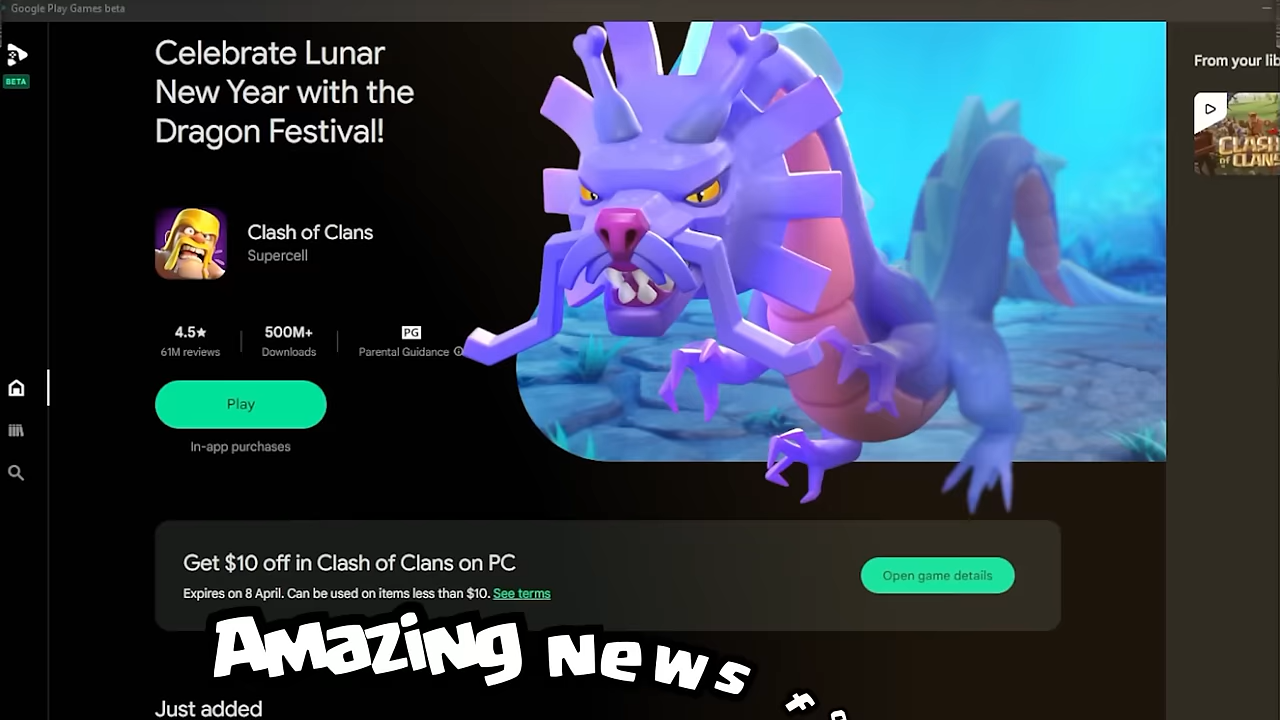 Google Play Games beta
BETA
Celebrate Lunar
New Year with the
Dragon Festival!
From your lib
CLASH
of CLANS
Clash of Clans
Supercell
4.5★
61M reviews
500M+
Downloads
PG
Parental Guidance
Play
In-app purchases
Get $10 off in Clash of Clans on PC
Expires on 8 April. Can be used on items less than $10. See terms
Open game details
Amazing News
Just added